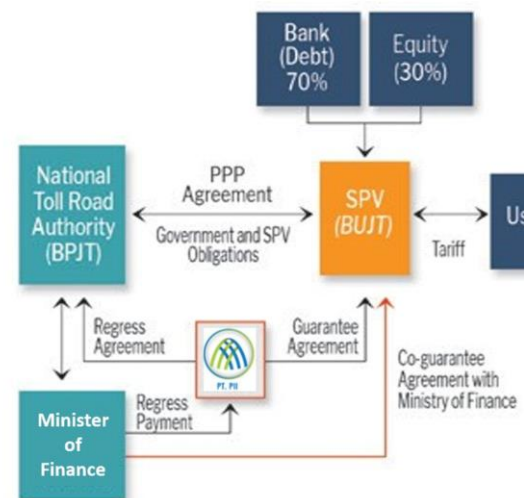 Bank
(Debt)
70%
Equity
(30%)
National
Toll Road
Authority
(BPJT)
PPP
Agreement
Government and SPV
Obligations
SPV
(BUJT)
Tariff
Us
Regress
Agreement
PT. PII
Guarantee
Agreement
Co-guarantee
Agreement with
Ministry of Finance
Minister
of
Finance
Regress
Payment